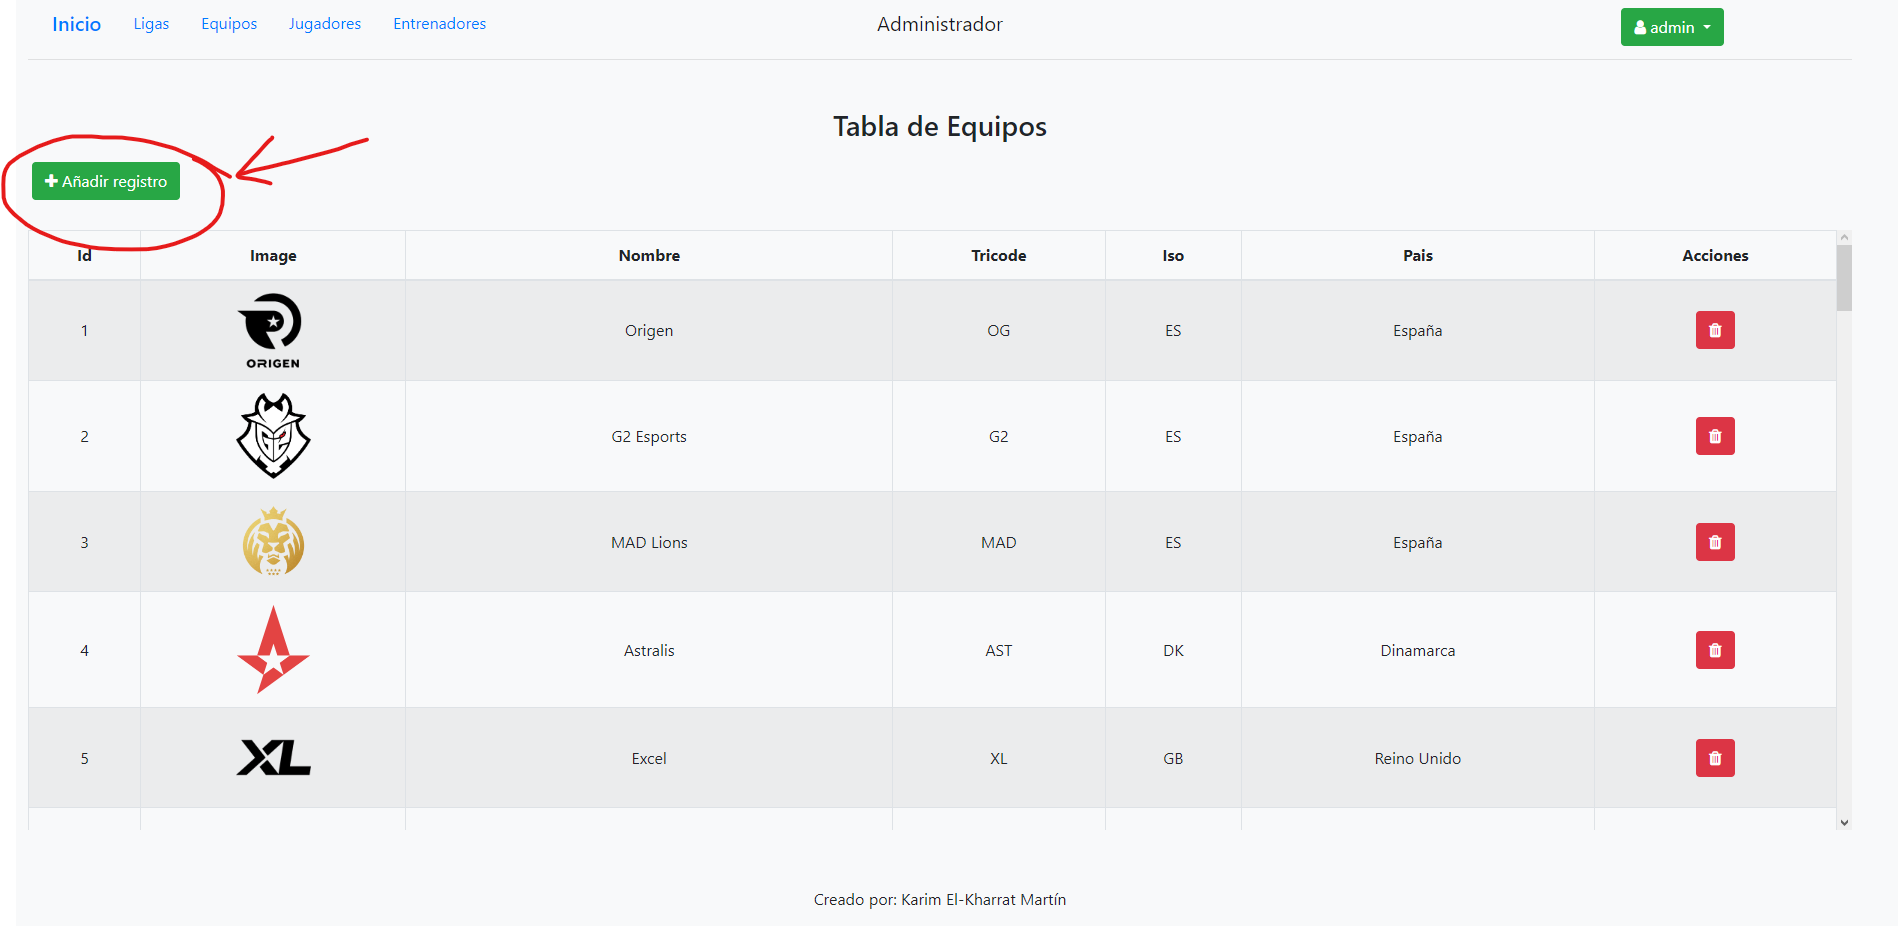 Inicio Ligas Equipos Jugadores Entrenadores Administrador admin
Tabla de Equipos
Añadir registro
Id Image Nombre Tricode Iso Pais Acciones
1 ORIGEN Origen OG ES España
2 G2 Esports G2 ES España
3 MAD Lions MAD ES España
4 Astralis AST DK Dinamarca
5 XL Excel XL GB Reino Unido
Creado por: Karim El-Kharrat Martín